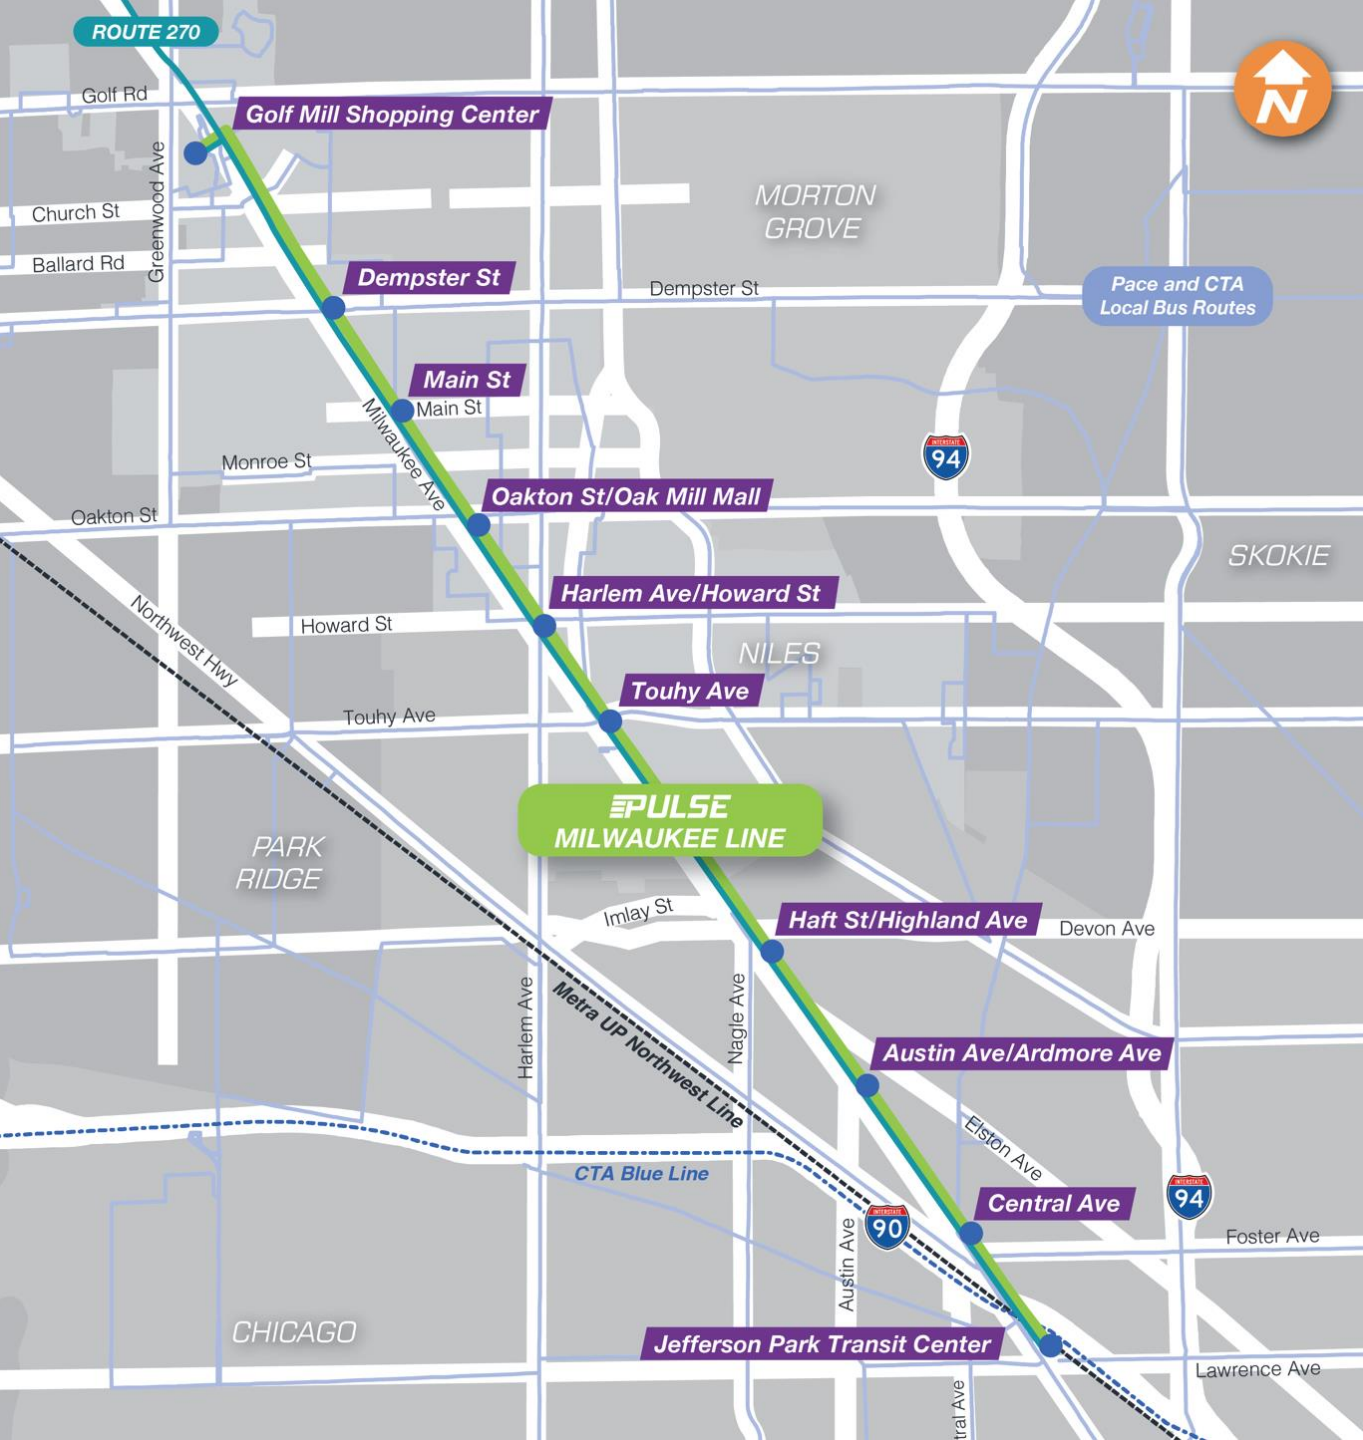 ROUTE 270
Golf Rd
Golf Mill Shopping Center
N
Greenwood Ave
Church St
MORTON
GROVE
Ballard Rd
Dempster St
Dempster St
Pace and CTA
Local Bus Routes
Main St
Main St
Milwaukee Ave
INTERSTATE
94
Monroe St
Oakton St/Oak Mill Mall
Oakton St
SKOKIE
Harlem Ave/Howard St
Northwest Hwy
Howard St
NILES
Touhy Ave
Touhy Ave
PULSE
MILWAUKEE LINE
PARK
RIDGE
Imlay St
Haft St/Highland Ave
Devon Ave
Harlem Ave
Metra UP Northwest Line
Nagle Ave
Austin Ave/Ardmore Ave
Elston Ave
CTA Blue Line
INTERSTATE
94
Central Ave
INTERSTATE
90
Austin Ave
Foster Ave
CHICAGO
Jefferson Park Transit Center
Lawrence Ave
tral Ave